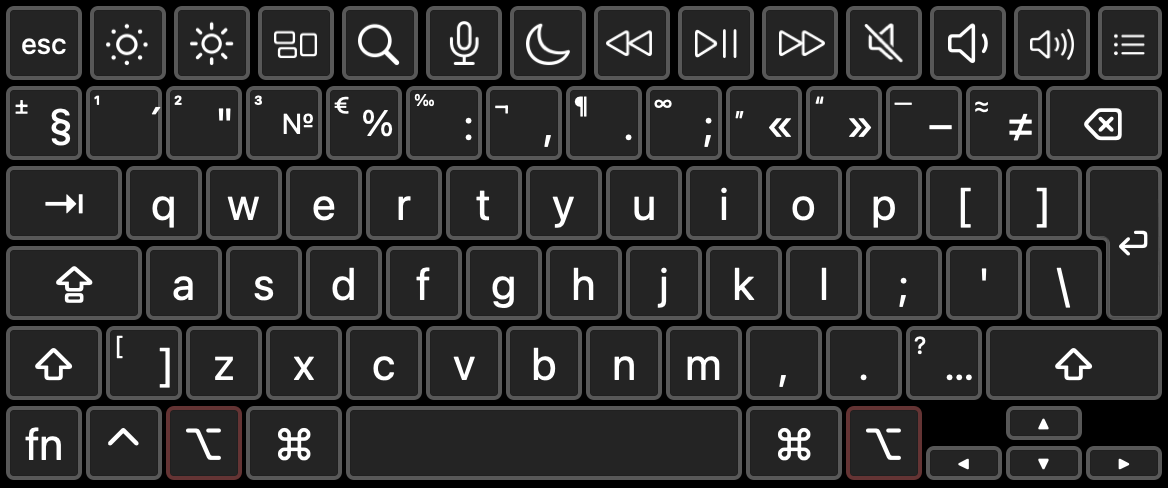 esc
± § ¹ ′ ² " ³ № € % ‰ : ¬ , ¶ . ∞ ; ” « “ » — – ≈ ≠
q w e r t y u i o p [ ]
a s d f g h j k l ; ' \
[ ] z x c v b n m , . ? …
fn ^ ⌥ ⌘ ⌘ ⌥